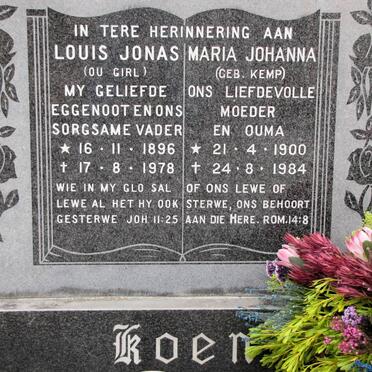 IN TERE HERINNERING AAN
LOUIS JONAS
(OU GIRL)
MY GELIEFDE
EGGENOOT EN ONS
SORGSAME VADER
★ 16 · 11 · 1896
† 17 · 8 · 1978
WIE IN MY GLO SAL
LEWE AL HET HY OOK
GESTERWE JOH 11:25
MARIA JOHANNA
(GEB. KEMP)
ONS LIEFDEVOLLE
MOEDER
EN OUMA
★ 21 · 4 · 1900
† 24 · 8 · 1984
OF ONS LEWE OF
STERWE, ONS BEHOORT
AAN DIE HERE. ROM. 14:8
Koen